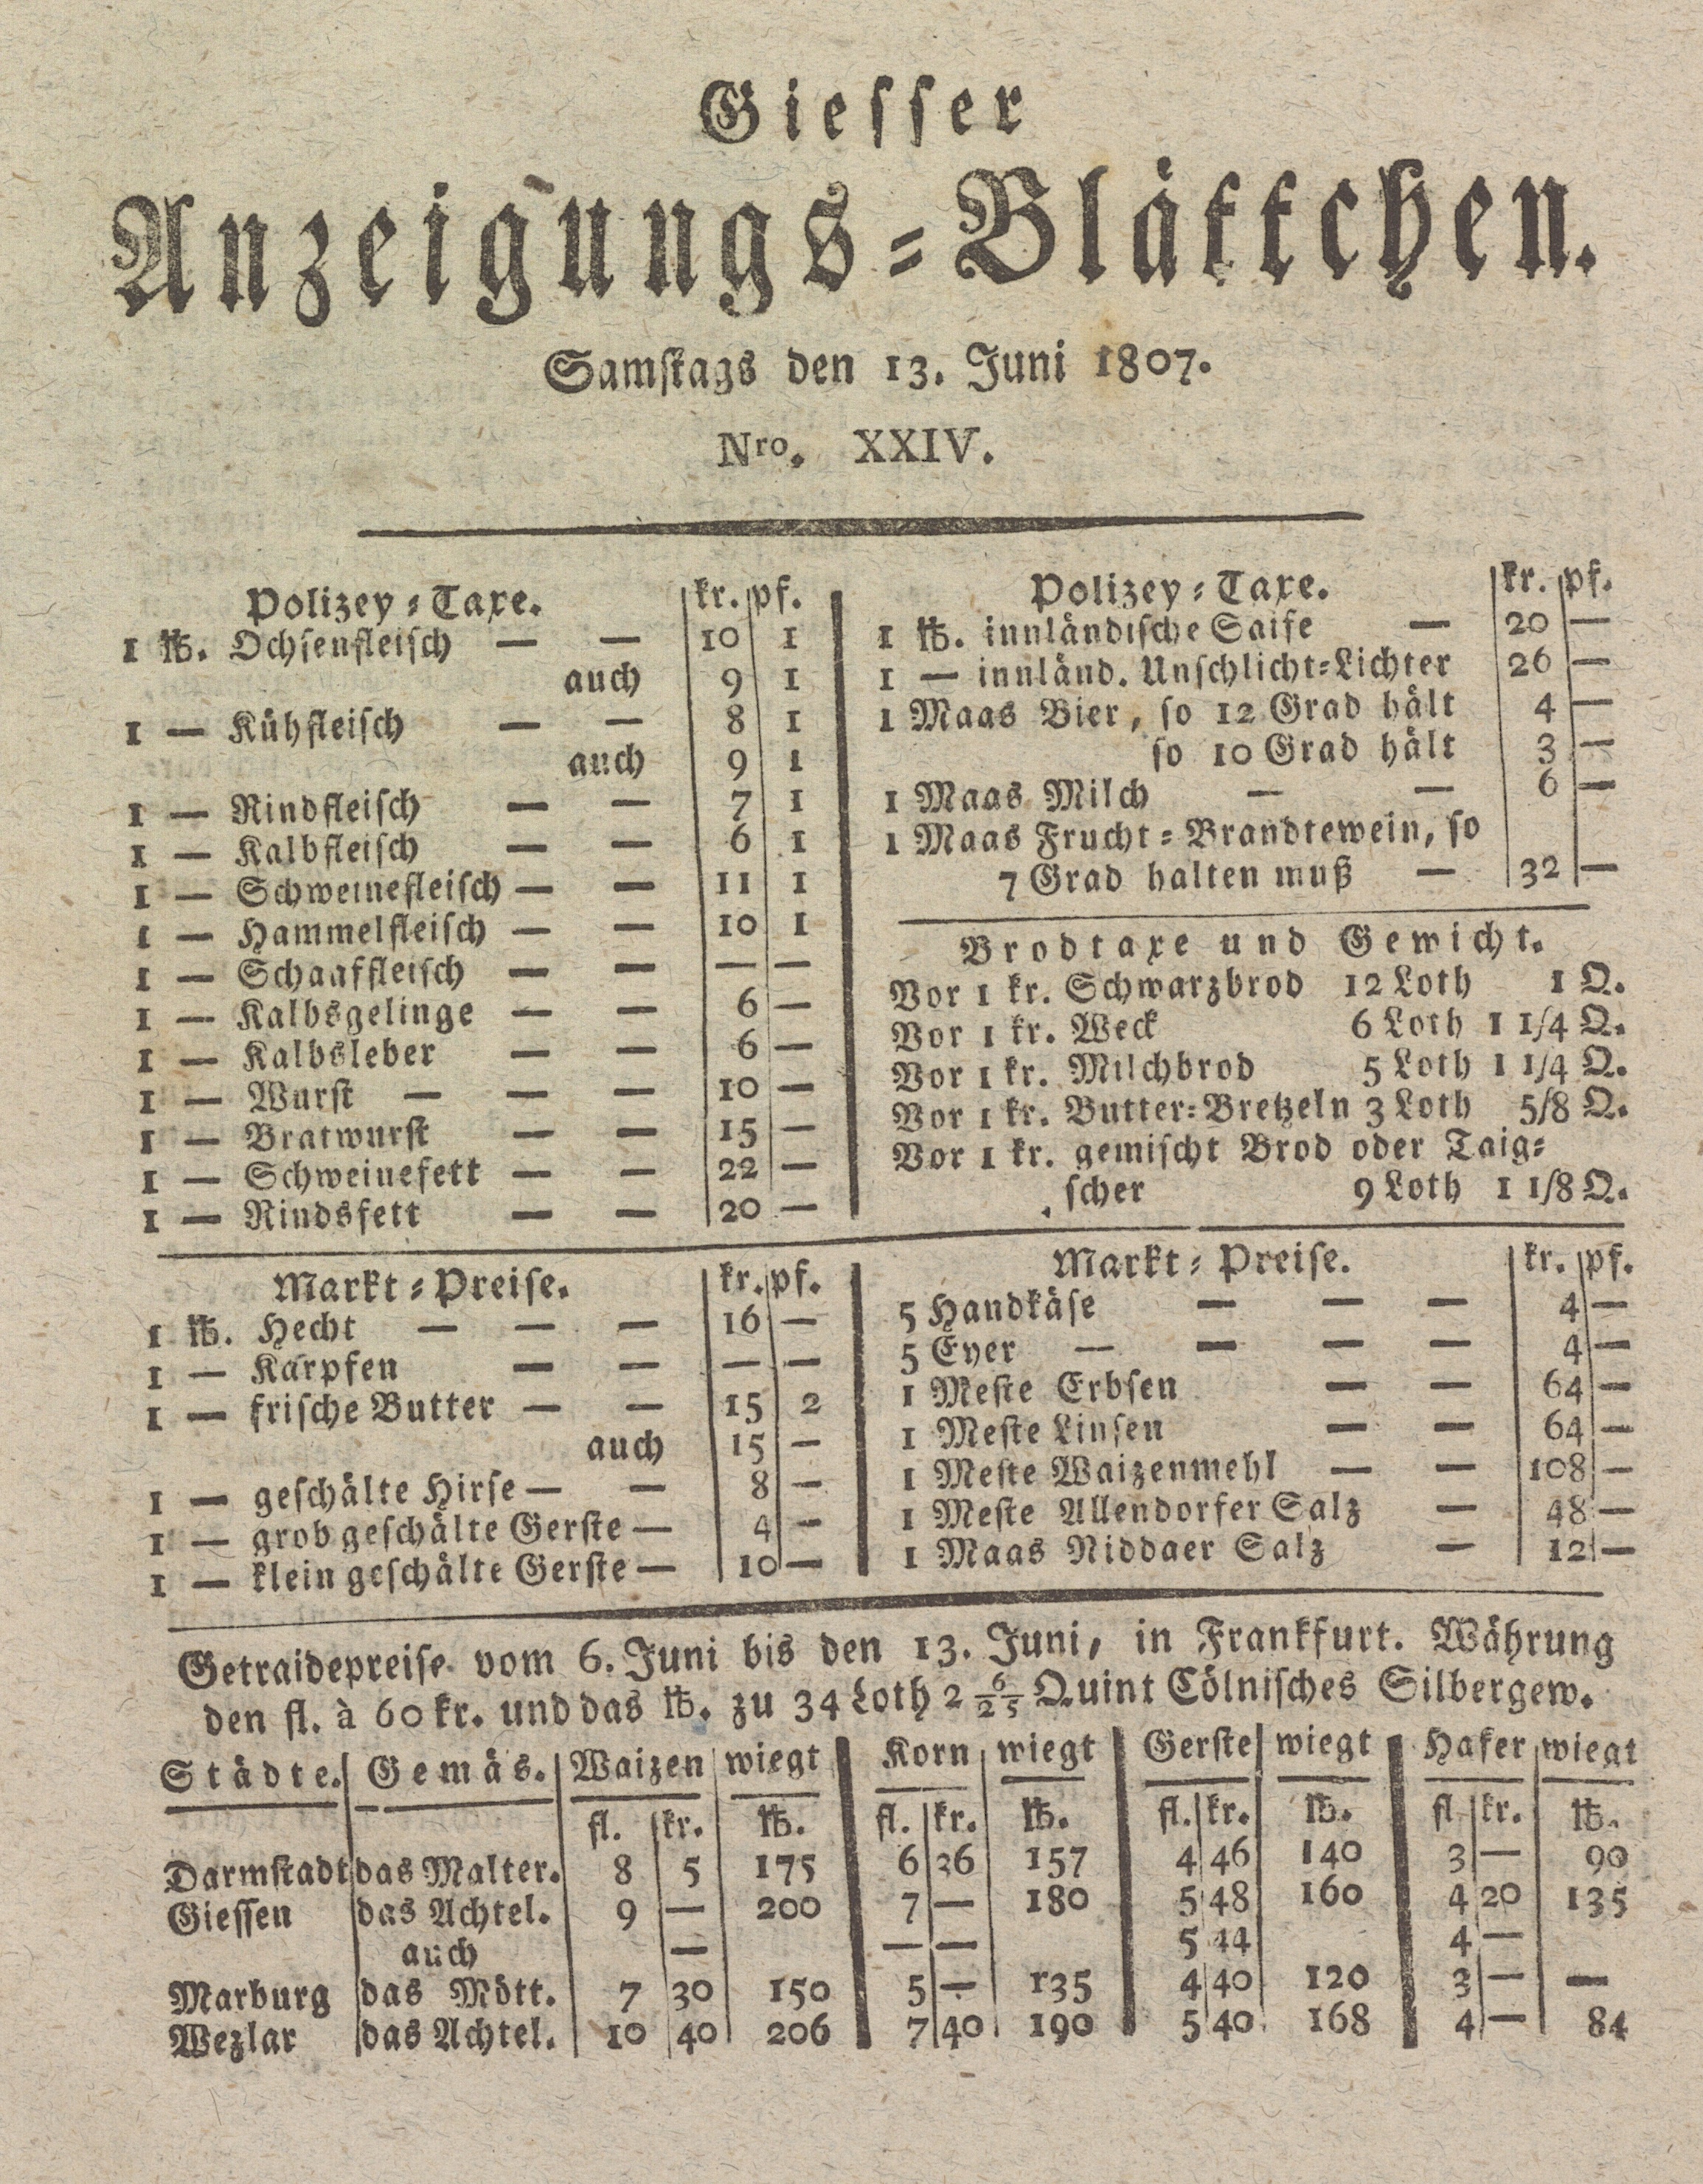 Giesser
Anzeigungs-Blättchen.
Samstags den 13. Juni 1807.
Nro. XXIV.
Polizey-Taxe. kr. pf.
1 ℔. Ochsenfleisch — — 10 1
auch 9 1
1 — Kühfleisch — — 8 1
auch 9 1
1 — Rindfleisch — — 7 1
1 — Kalbfleisch — — 6 1
1 — Schweinefleisch — — 11 1
1 — Hammelfleisch — — 10 1
1 — Schaaffleisch — — — —
1 — Kalbsgelinge — — 6 —
1 — Kalbsleber — — 6 —
1 — Wurst — — — 10 —
1 — Bratwurst — — 15 —
1 — Schweinefett — — 22 —
1 — Rindsfett — — 20 —
Polizey-Taxe. kr. pf.
1 ℔. innländische Saife — 20 —
1 — innländ. Unschlicht-Lichter 26 —
1 Maas Bier, so 12 Grad hält 4 —
so 10 Grad hält 3 —
1 Maas Milch — — 6 —
1 Maas Frucht-Brandtewein, so
7 Grad halten muß — 32 —
Brodtaxe und Gewicht.
Vor 1 kr. Schwarzbrod 12 Loth 1 Q.
Vor 1 kr. Weck 6 Loth 1 1/4 Q.
Vor 1 kr. Milchbrod 5 Loth 1 1/4 Q.
Vor 1 kr. Butter-Bretzeln 3 Loth 5/8 Q.
Vor 1 kr. gemischt Brod oder Taig-
scher 9 Loth 1 1/8 Q.
Markt-Preise. kr. pf.
1 ℔. Hecht — — — 16 —
1 — Karpfen — — — —
1 — frische Butter — — 15 2
auch 15 —
1 — geschälte Hirse — — 8 —
1 — grob geschälte Gerste — 4 —
1 — klein geschälte Gerste — 10 —
Markt-Preise. kr. pf.
5 Handkäse — — — 4 —
5 Eyer — — — — 4 —
1 Meste Erbsen — — 64 —
1 Meste Linsen — — 64 —
1 Meste Waizenmehl — — 108 —
1 Meste Allendorfer Salz — 48 —
1 Maas Niddaer Salz — 12 —
Getraidepreise vom 6. Juni bis den 13. Juni, in Frankfurt. Währung
den fl. à 60 kr. und das ℔. zu 34 Loth 2 6/25 Quint Cölnisches Silbergew.
Städte. Gemäs. Waizen wiegt Korn wiegt Gerste wiegt Hafer wiegt
fl. kr. ℔. fl. kr. ℔. fl. kr. ℔. fl kr. ℔.
Darmstadt das Malter. 8 5 175 6 36 157 4 46 140 3 — 90
Giessen das Achtel. 9 — 200 7 — 180 5 48 160 4 20 135
auch — — — 5 44 4 —
Marburg das Mött. 7 30 150 5 — 135 4 40 120 3 — —
Wezlar das Achtel. 10 40 206 7 40 190 5 40 168 4 — 84